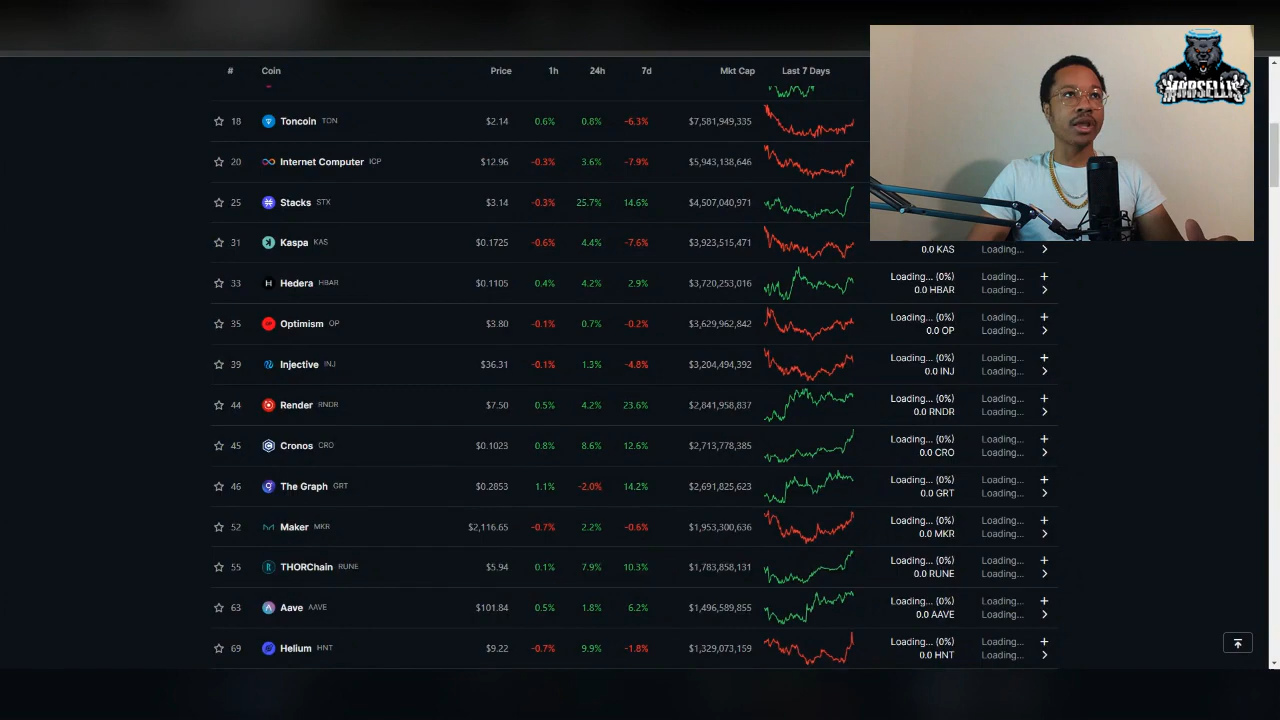 # Coin Price 1h 24h 7d Mkt Cap Last 7 Days
MARSELLIS
18 Toncoin TON $2.14 0.6% 0.8% -6.3% $7,581,949,335
20 Internet Computer ICP $12.96 -0.3% 3.6% -7.9% $5,943,138,646
25 Stacks STX $3.14 -0.3% 25.7% 14.6% $4,507,040,971
31 Kaspa KAS $0.1725 -0.6% 4.4% -7.6% $3,923,515,471
0.0 KAS Loading...
33 Hedera HBAR $0.1105 0.4% 4.2% 2.9% $3,720,253,016 Loading... (0%) Loading... +
0.0 HBAR Loading...
35 Optimism OP $3.80 -0.1% 0.7% -0.2% $3,629,962,842 Loading... (0%) Loading... +
0.0 OP Loading...
39 Injective INJ $36.31 -0.1% 1.3% -4.8% $3,204,494,392 Loading... (0%) Loading... +
0.0 INJ Loading...
44 Render RNDR $7.50 0.5% 4.2% 23.6% $2,841,958,837 Loading... (0%) Loading... +
0.0 RNDR Loading...
45 Cronos CRO $0.1023 0.8% 8.6% 12.6% $2,713,778,385 Loading... (0%) Loading... +
0.0 CRO Loading...
46 The Graph GRT $0.2853 1.1% -2.0% 14.2% $2,691,825,623 Loading... (0%) Loading... +
0.0 GRT Loading...
52 Maker MKR $2,116.65 -0.7% 2.2% -0.6% $1,953,300,636 Loading... (0%) Loading... +
0.0 MKR Loading...
55 THORChain RUNE $5.94 0.1% 7.9% 10.3% $1,783,858,131 Loading... (0%) Loading... +
0.0 RUNE Loading...
63 Aave AAVE $101.84 0.5% 1.8% 6.2% $1,496,589,855 Loading... (0%) Loading... +
0.0 AAVE Loading...
69 Helium HNT $9.22 -0.7% 9.9% -1.8% $1,329,073,159 Loading... (0%) Loading... +
0.0 HNT Loading...